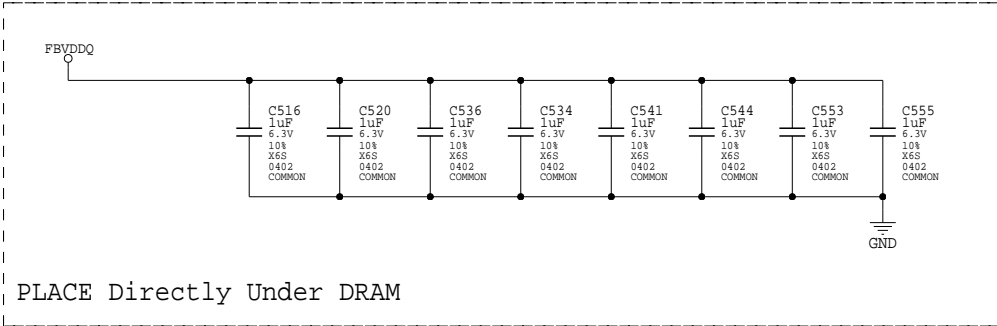 FBVDDQ
C516
1uF
6.3V
10%
X6S
0402
COMMON
C520
1uF
6.3V
10%
X6S
0402
COMMON
C536
1uF
6.3V
10%
X6S
0402
COMMON
C534
1uF
6.3V
10%
X6S
0402
COMMON
C541
1uF
6.3V
10%
X6S
0402
COMMON
C544
1uF
6.3V
10%
X6S
0402
COMMON
C553
1uF
6.3V
10%
X6S
0402
COMMON
C555
1uF
6.3V
10%
X6S
0402
COMMON
GND
PLACE Directly Under DRAM